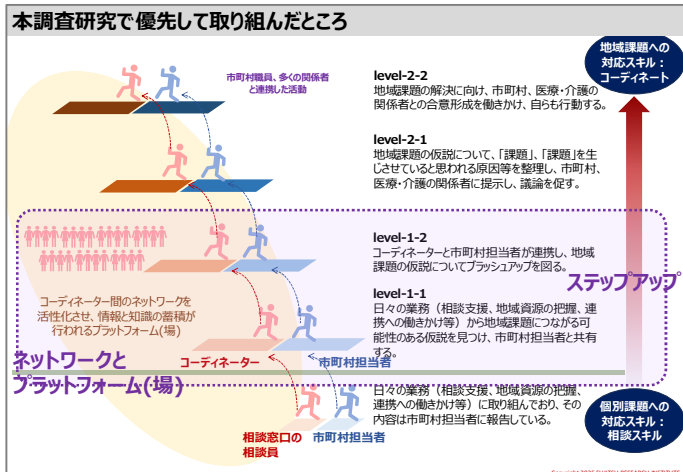 本調査研究で優先して取り組んだところ
地域課題への
対応スキル：
コーディネート
市町村職員、多くの関係者
と連携した活動
level-2-2
地域課題の解決に向け、市町村、医療・介護の
関係者との合意形成を働きかけ、自らも行動する。
level-2-1
地域課題の仮説について、「課題」、「課題」を生
じさせていると思われる原因等を整理し、市町村、
医療・介護の関係者に提示し、議論を促す。
level-1-2
コーディネーターと市町村担当者が連携し、地域
課題の仮説についてブラッシュアップを図る。
ステップアップ
コーディネーター間のネットワークを
活性化させ、情報と知識の蓄積が
行われるプラットフォーム(場)
level-1-1
日々の業務（相談支援、地域資源の把握、連
携への働きかけ等）から地域課題につながる可
能性のある仮説を見つけ、市町村担当者と共有
する。
ネットワークと
プラットフォーム(場)
コーディネーター
市町村担当者
日々の業務（相談支援、地域資源の把握、
連携への働きかけ等）に取り組んでおり、その
内容は市町村担当者に報告している。
個別課題への
対応スキル：
相談スキル
相談窓口の
相談員
市町村担当者